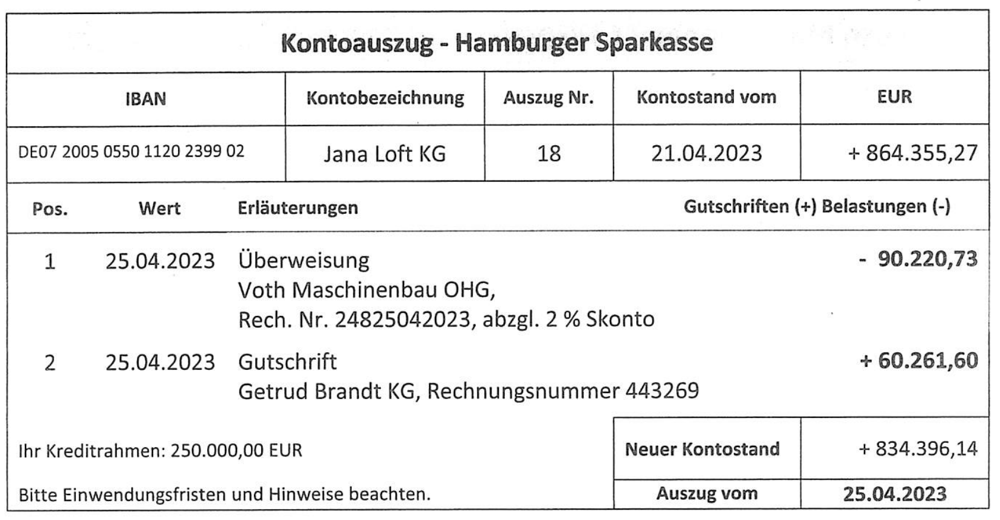 Kontoauszug - Hamburger Sparkasse
IBAN Kontobezeichnung Auszug Nr. Kontostand vom EUR
DE07 2005 0550 1120 2399 02 Jana Loft KG 18 21.04.2023 + 864.355,27
Pos. Wert Erläuterungen Gutschriften (+) Belastungen (-)
1 25.04.2023 Überweisung - 90.220,73
Voth Maschinenbau OHG,
Rech. Nr. 24825042023, abzgl. 2 % Skonto
2 25.04.2023 Gutschrift + 60.261,60
Getrud Brandt KG, Rechnungsnummer 443269
Ihr Kreditrahmen: 250.000,00 EUR Neuer Kontostand + 834.396,14
Bitte Einwendungsfristen und Hinweise beachten. Auszug vom 25.04.2023